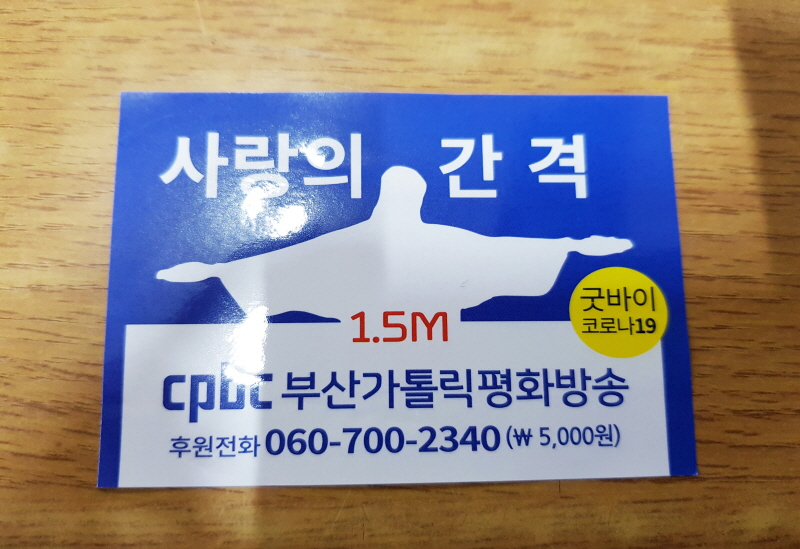 사랑의 간격
1.5M
굿바이
코로나19
cpbc 부산가톨릭평화방송
후원전화 060-700-2340 (₩ 5,000원)